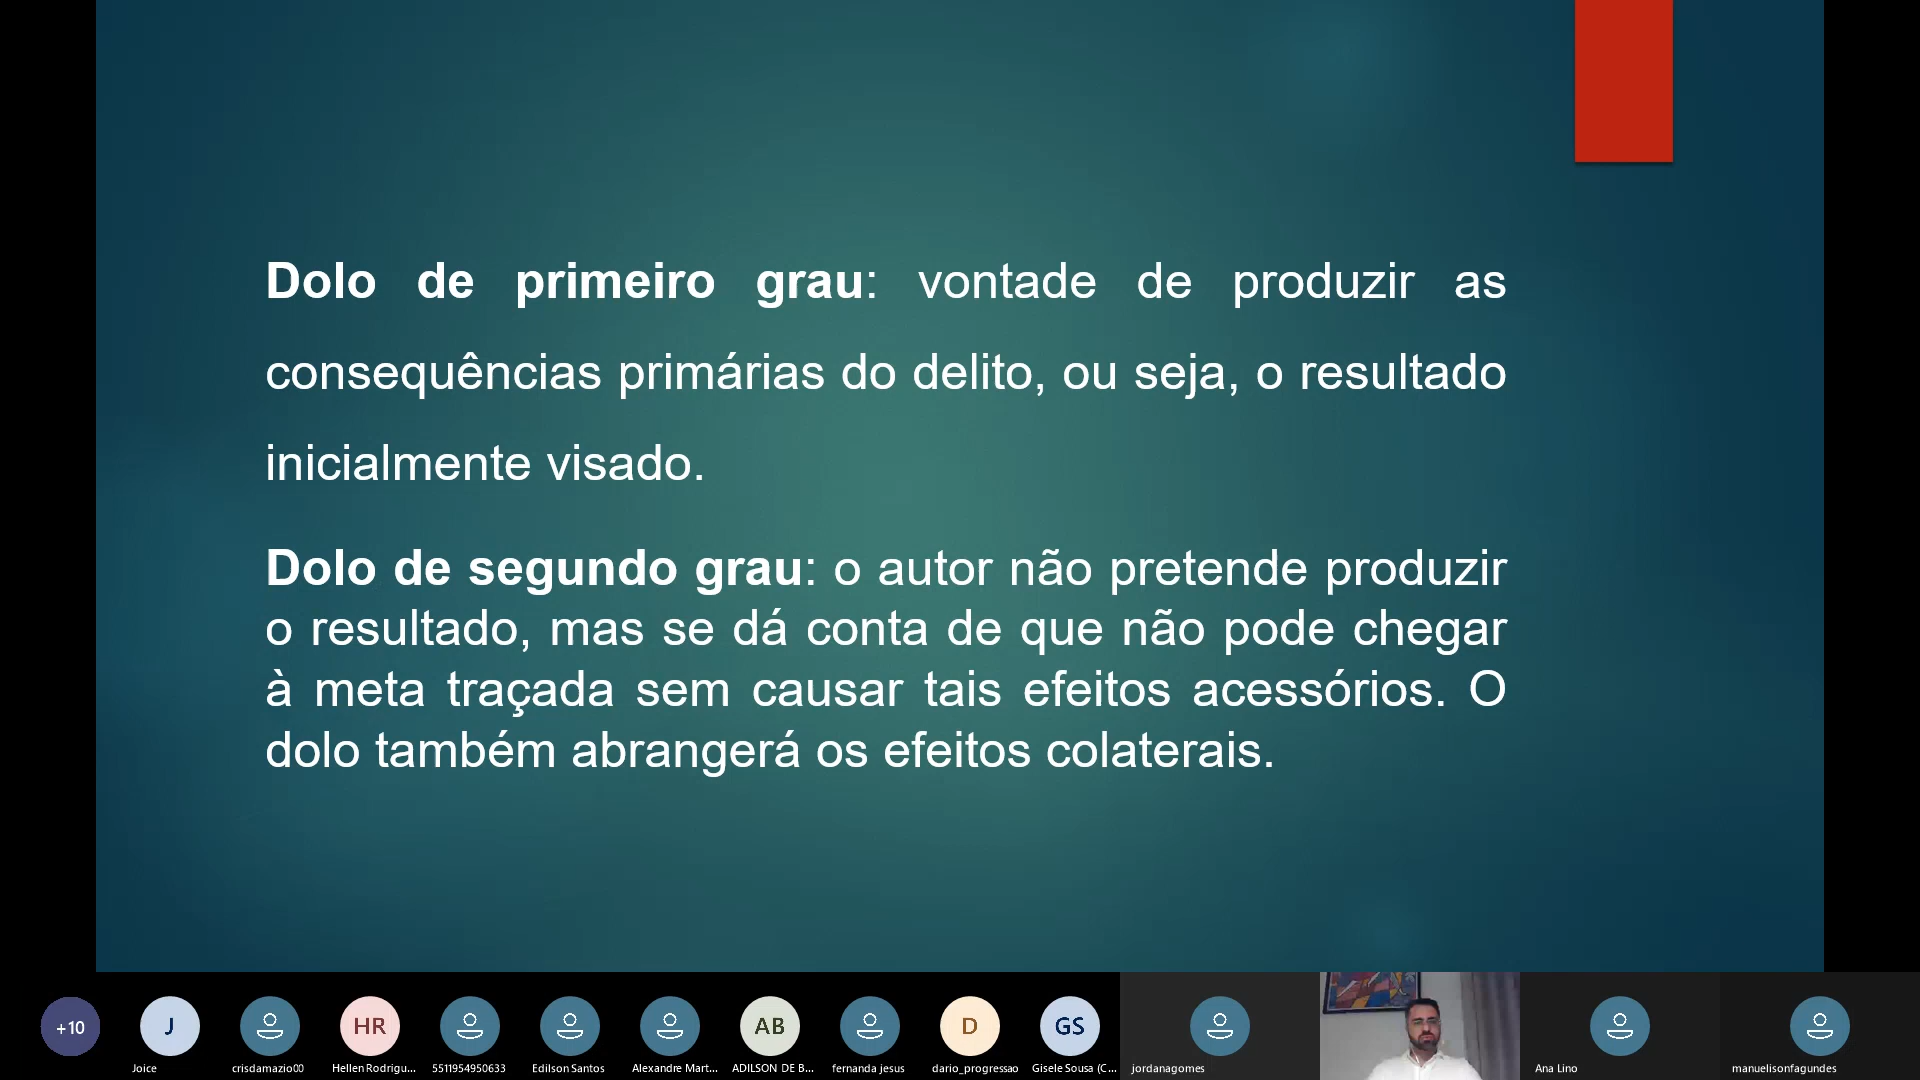 Dolo de primeiro grau: vontade de produzir as
consequências primárias do delito, ou seja, o resultado
inicialmente visado.
Dolo de segundo grau: o autor não pretende produzir
o resultado, mas se dá conta de que não pode chegar
à meta traçada sem causar tais efeitos acessórios. O
dolo também abrangerá os efeitos colaterais.
+10
J
HR
AB
D
GS
Joice
crisdamazio00
Hellen Rodrigu...
5511954950633
Edilson Santos
Alexandre Mart...
ADILSON DE B...
fernanda jesus
dario_progressao
Gisele Sousa (C...
jordanagomes
Ana Lino
manuelisonfagundes